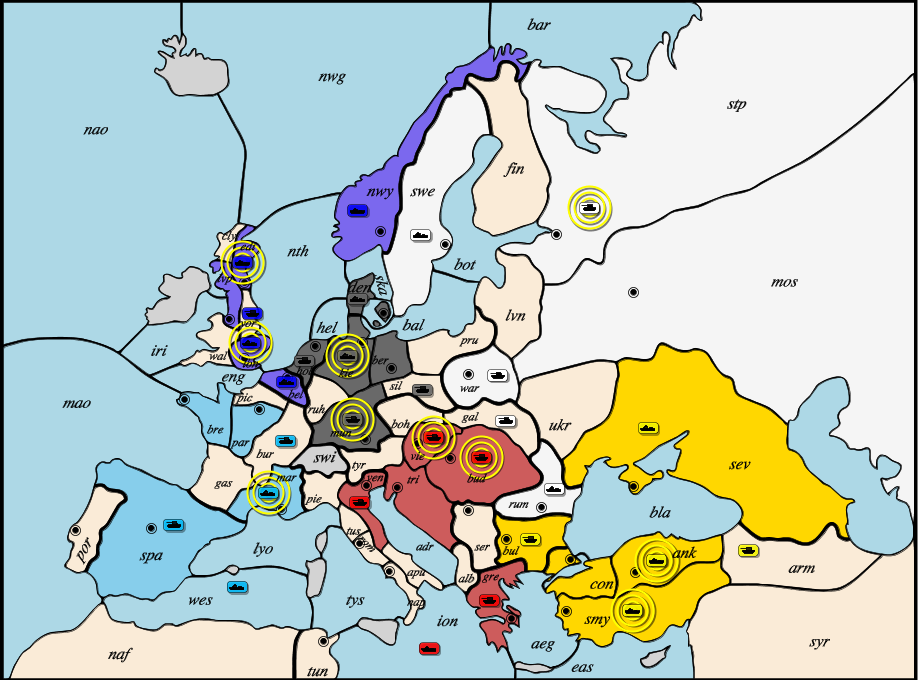 bar
nwg
stp
nao
fin
nwy
swe
cly
edi
nth
bot
mos
lvp
den
ska
lvn
yor
hel
bal
iri
pru
wal
lon
hol
kie
ber
war
eng
bel
sil
mao
pic
ruh
boh
gal
ukr
bre
par
mun
bur
swi
tyr
vie
sev
gas
mar
pie
ven
tri
bud
rum
bla
por
spa
lyo
tus
rom
adr
ser
bul
ank
apu
alb
gre
con
arm
wes
tys
nap
ion
smy
aeg
syr
naf
tun
eas